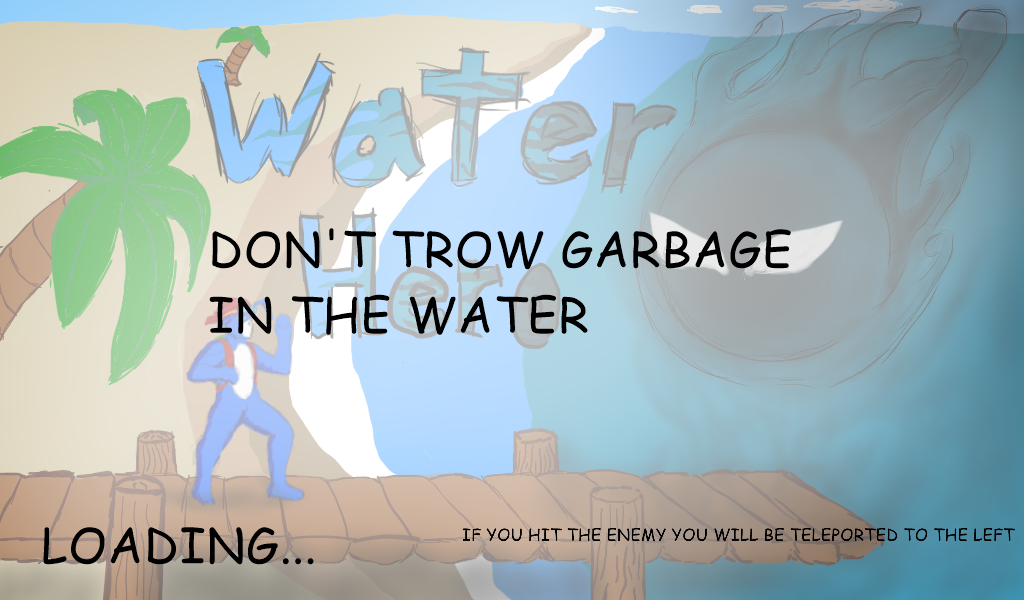 Water
Hero
DON'T TROW GARBAGE
IN THE WATER
LOADING...
IF YOU HIT THE ENEMY YOU WILL BE TELEPORTED TO THE LEFT